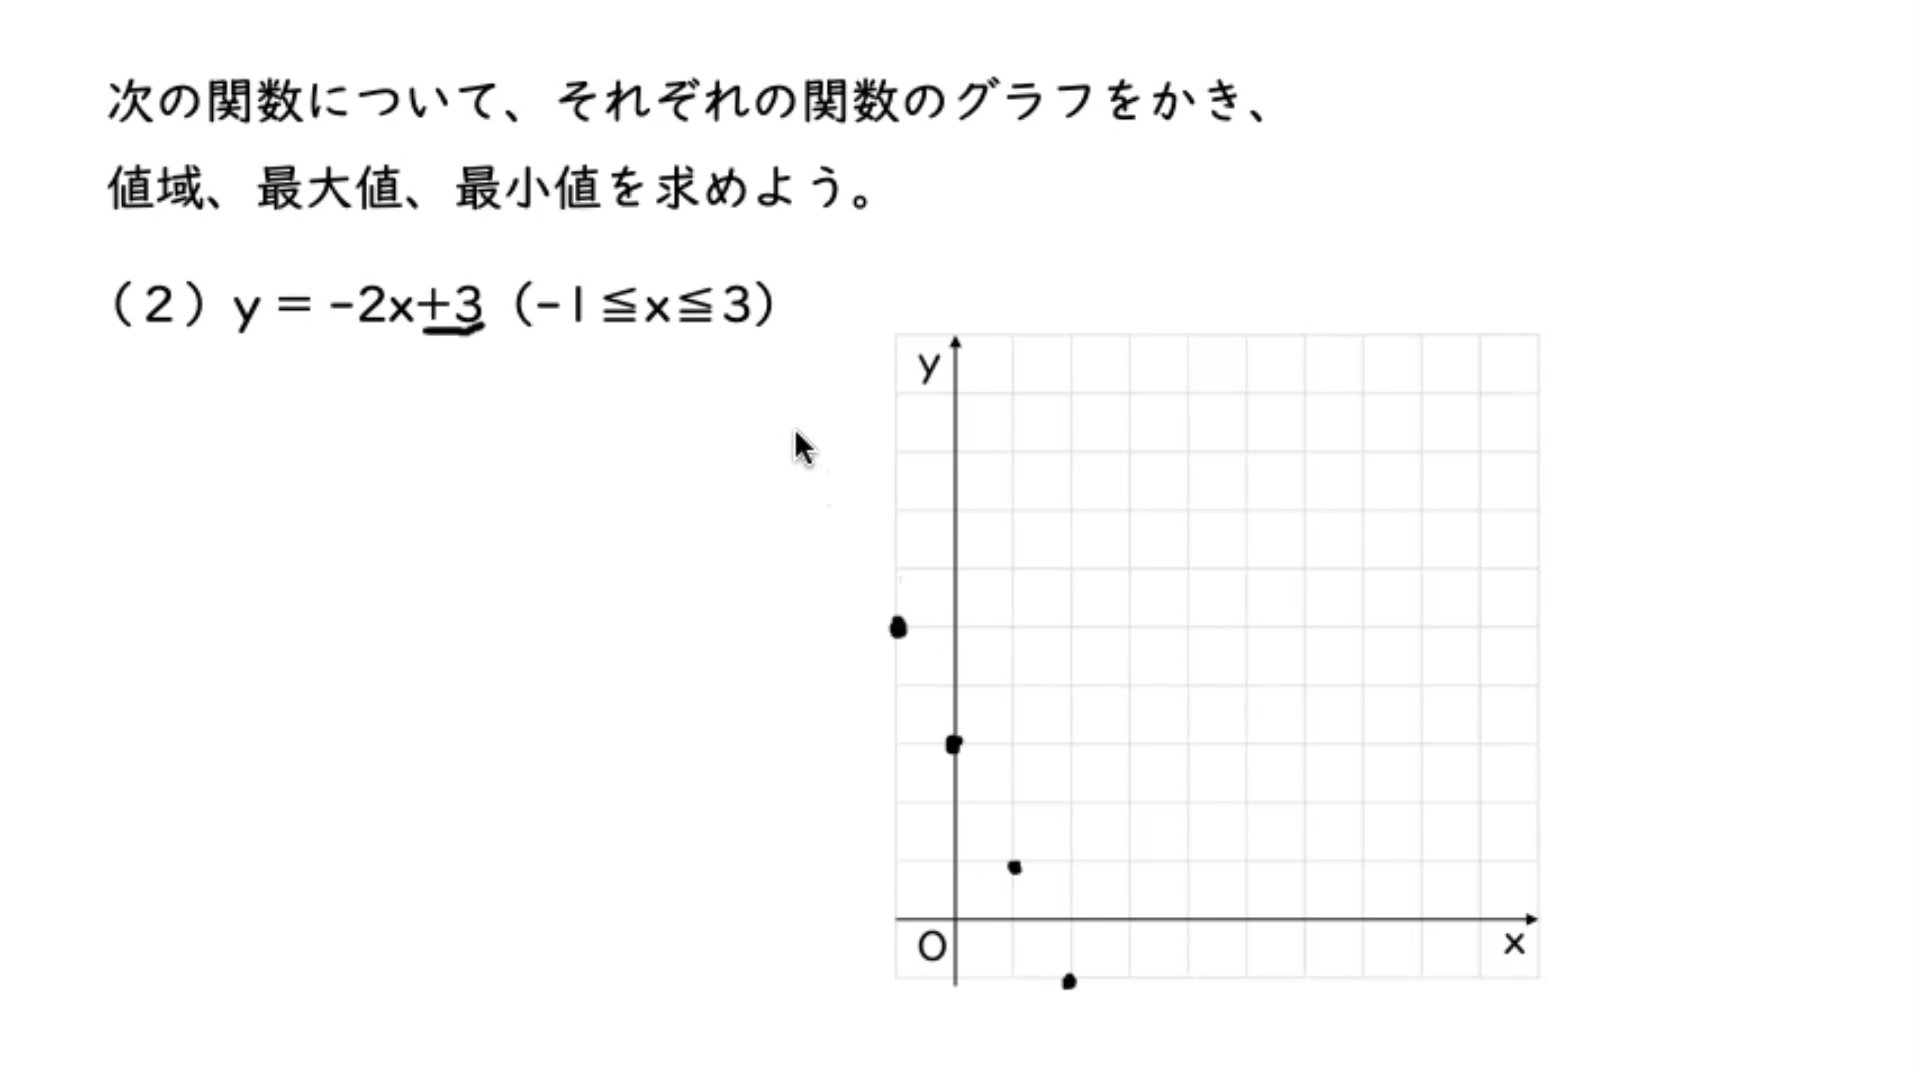 次の関数について、それぞれの関数のグラフをかき、
値域、最大値、最小値を求めよう。
（2）y = -2x+3（-1≦x≦3）
y
O
x